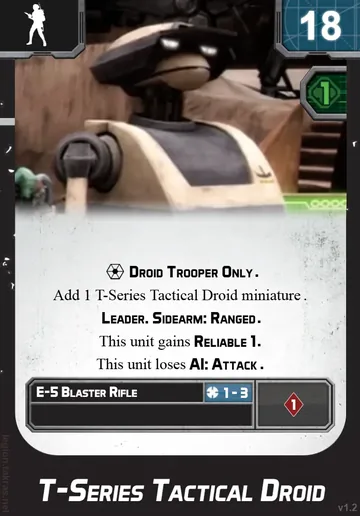 18
1
DROID TROOPER ONLY.
Add 1 T-Series Tactical Droid miniature.
LEADER. SIDEARM: RANGED.
This unit gains RELIABLE 1.
This unit loses AI: ATTACK.
E-5 BLASTER RIFLE 1 - 3
1
T-SERIES TACTICAL DROID
v1.2